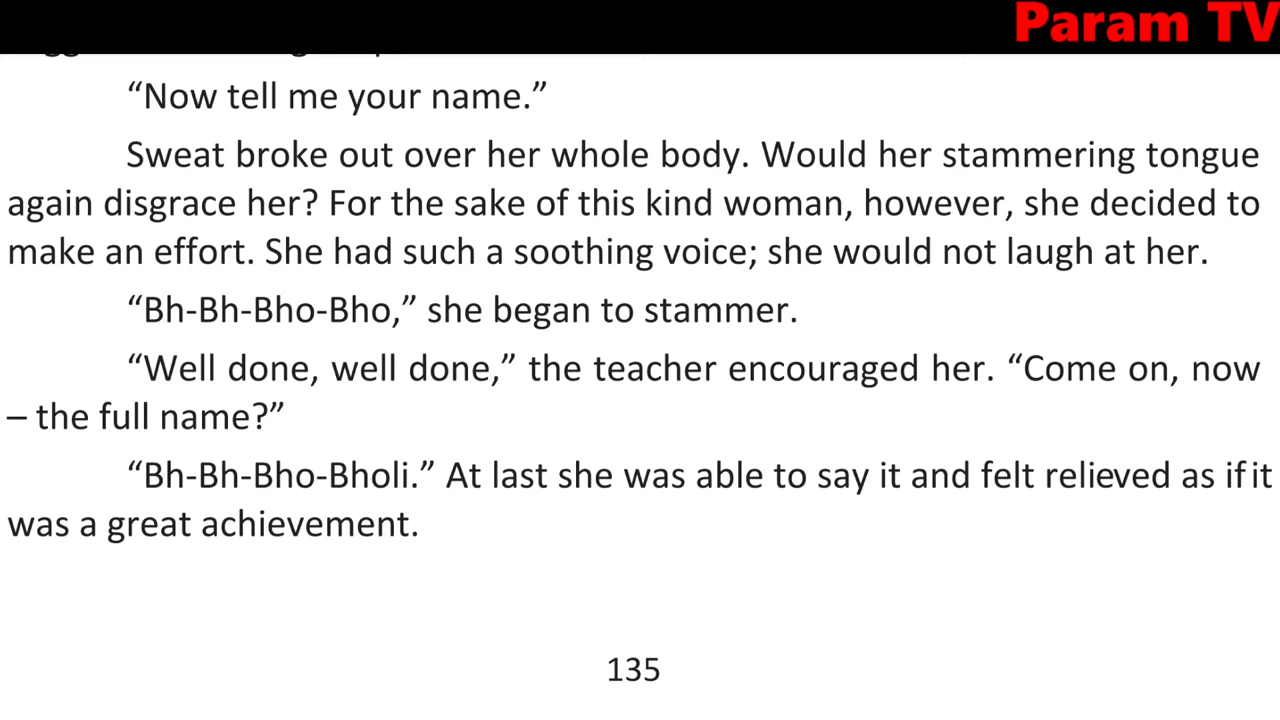 Param TV
“Now tell me your name.”
Sweat broke out over her whole body. Would her stammering tongue
again disgrace her? For the sake of this kind woman, however, she decided to
make an effort. She had such a soothing voice; she would not laugh at her.
“Bh-Bh-Bho-Bho,” she began to stammer.
“Well done, well done,” the teacher encouraged her. “Come on, now
– the full name?”
“Bh-Bh-Bho-Bholi.” At last she was able to say it and felt relieved as if it
was a great achievement.
135